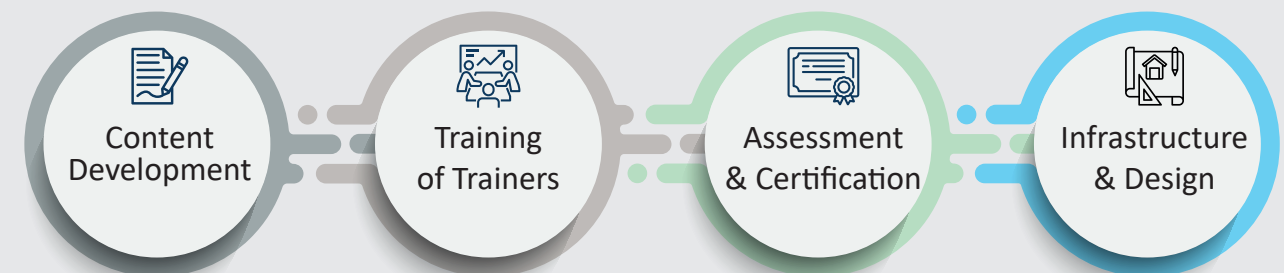 Content
Development
Training
of Trainers
Assessment
& Certification
Infrastructure
& Design